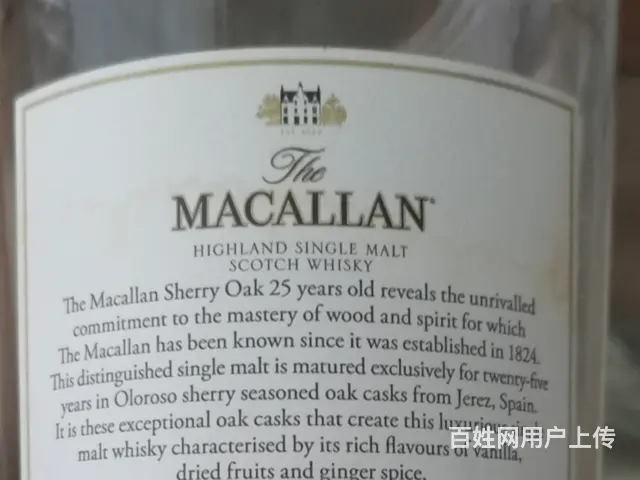 The
MACALLAN
HIGHLAND SINGLE MALT
SCOTCH WHISKY
The Macallan Sherry Oak 25 years old reveals the unrivalled
commitment to the mastery of wood and spirit for which
The Macallan has been known since it was established in 1824.
This distinguished single malt is matured exclusively for twenty-five
years in Oloroso sherry seasoned oak casks from Jerez, Spain.
It is these exceptional oak casks that create this
malt whisky characterised by its rich flavours of vanilla,
dried fruits and ginger spice.
百姓网用户上传